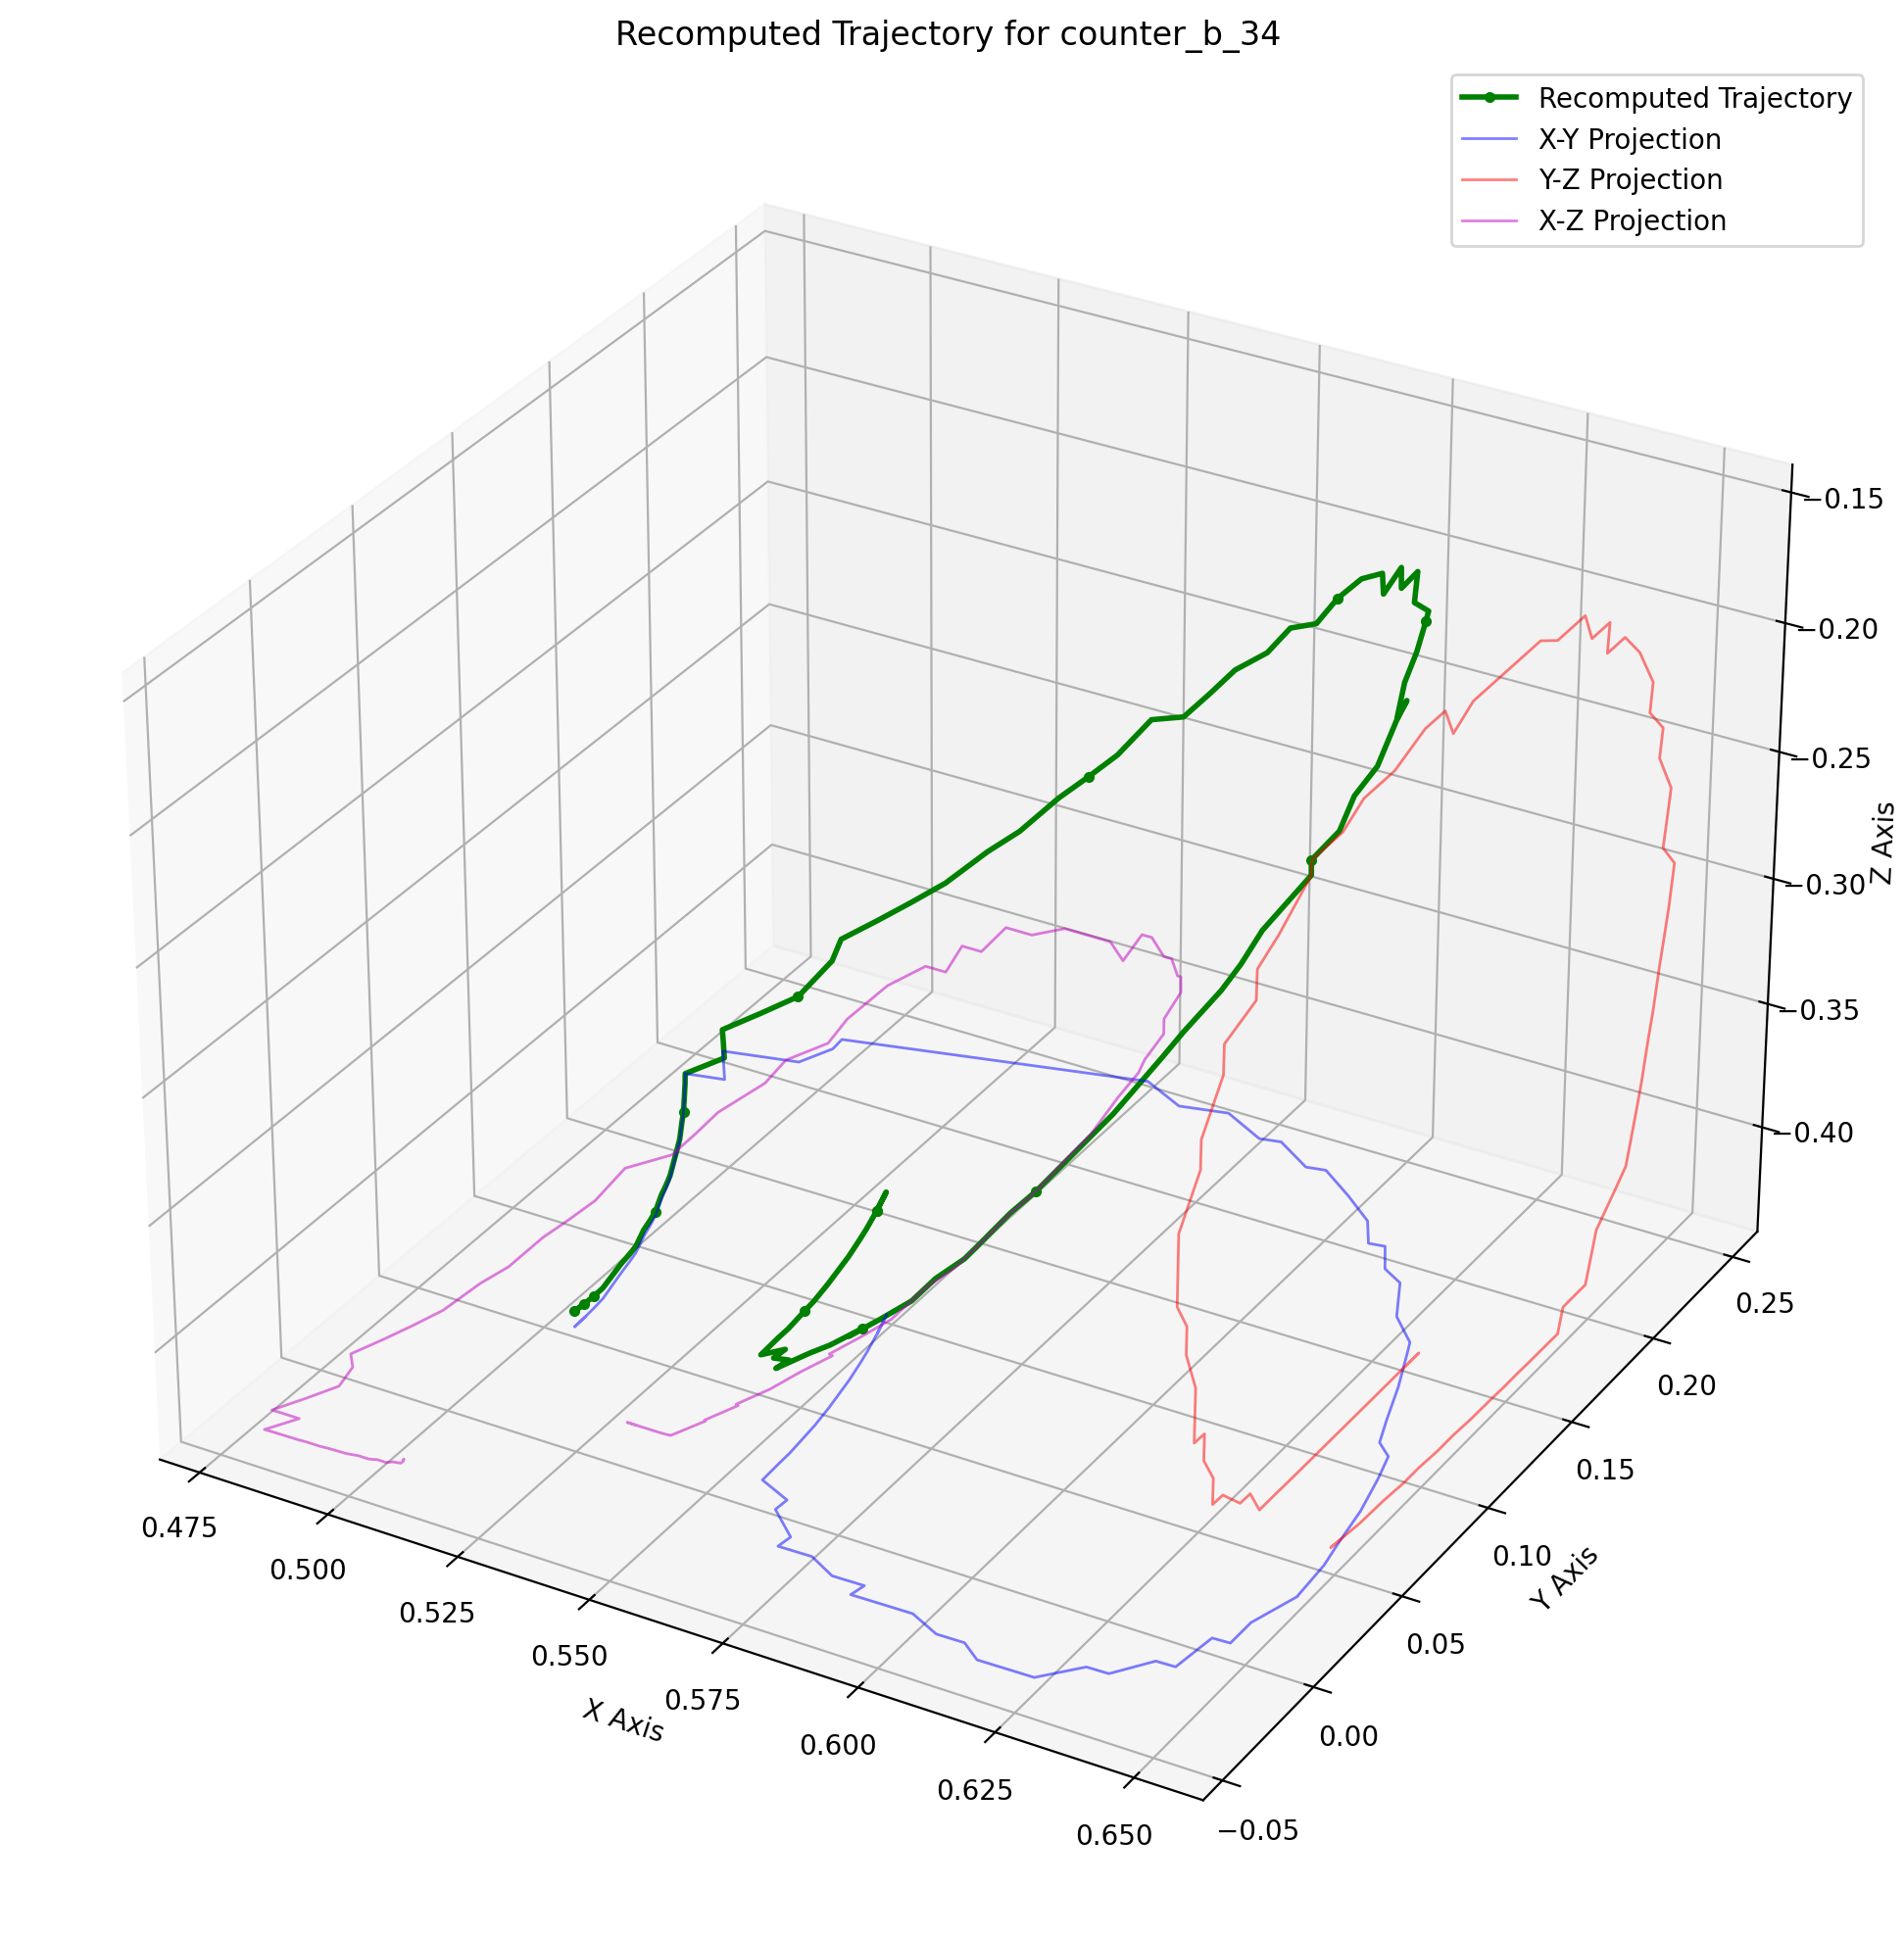 Recomputed Trajectory for counter_b_34
Recomputed Trajectory
X-Y Projection
Y-Z Projection
X-Z Projection
−0.15
−0.20
−0.25
−0.30
−0.35
−0.40
Z Axis
0.25
0.20
0.15
0.10
0.05
0.00
−0.05
Y Axis
0.475
0.500
0.525
0.550
0.575
0.600
0.625
0.650
X Axis